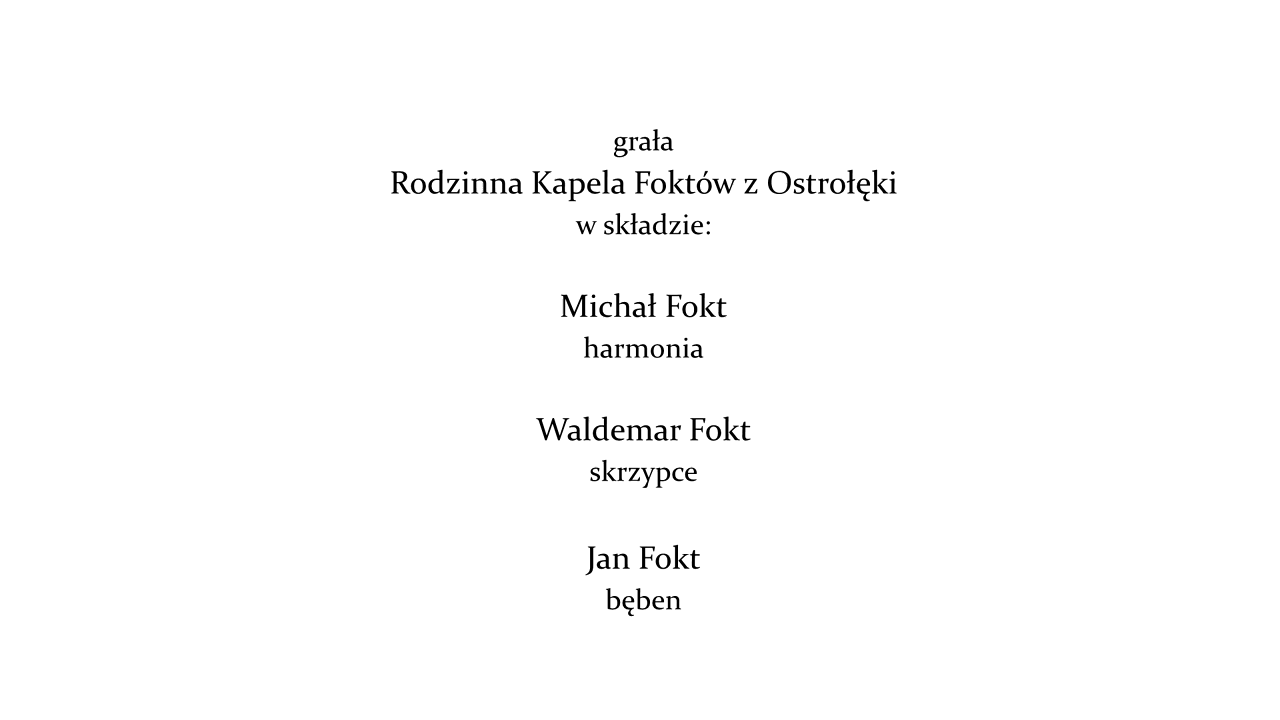 grała
Rodzinna Kapela Foktów z Ostrołęki
w składzie:
Michał Fokt
harmonia
Waldemar Fokt
skrzypce
Jan Fokt
bęben